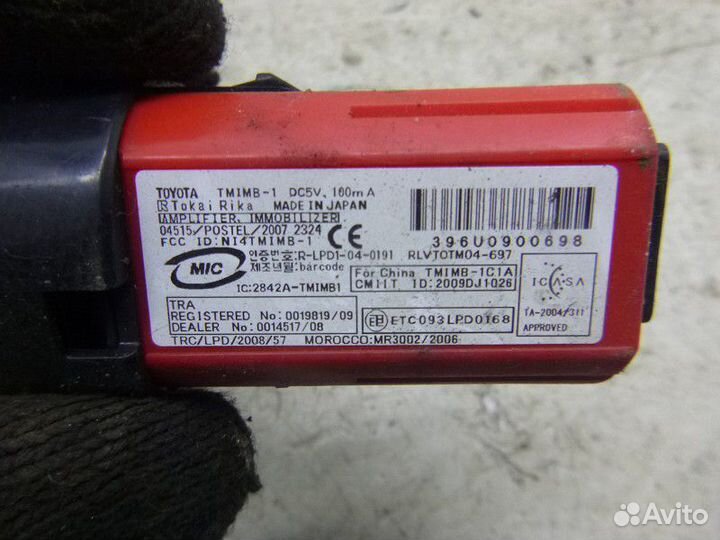 TOYOTA TMIMB-1 DC5V, 160mA
Tokai Rika MADE IN JAPAN
AMPLIFIER, IMMOBILIZER
04515/POSTEL/2007 2324
FCC ID:NI4TMIMB-1
CE
396U0900698
MIC
인증번호:R-LPD1-04-0191 RLVTOTM04-697
제조년월:barcode
For China TMIMB-1CIA
CMIIT ID:2009DJ1026
IC:2842A-TMIMB1
ICASA
TA-2004/311
APPROVED
TRA
REGISTERED No:0019819/09
DEALER No:0014517/08
ETC093LPD0168
TRC/LPD/2008/57 MOROCCO:MR3002/2006
Avito